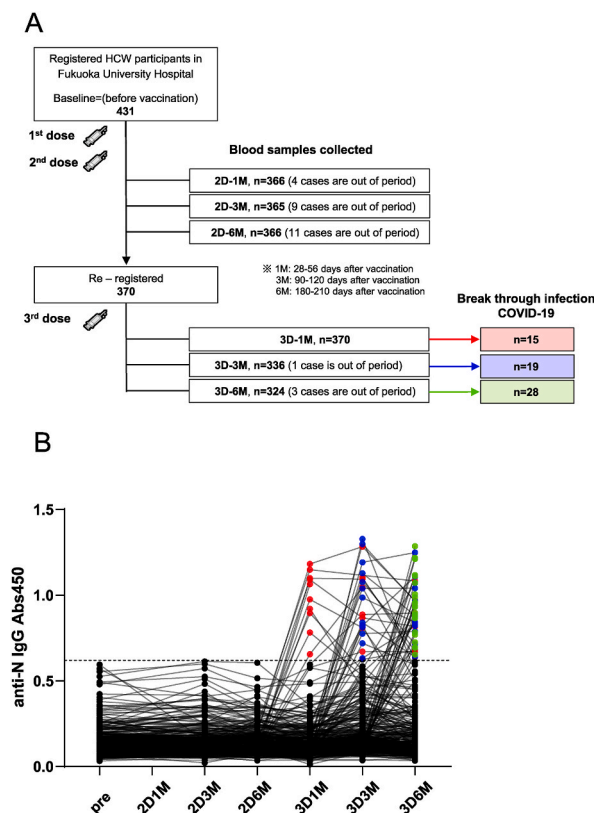 A
Registered HCW participants in
Fukuoka University Hospital
Baseline=(before vaccination)
431
1st dose
2nd dose
Blood samples collected
2D-1M, n=366 (4 cases are out of period)
2D-3M, n=365 (9 cases are out of period)
2D-6M, n=366 (11 cases are out of period)
Re – registered
370
※ 1M: 28-56 days after vaccination
3M: 90-120 days after vaccination
6M: 180-210 days after vaccination
3rd dose
Break through infection
COVID-19
3D-1M, n=370
n=15
3D-3M, n=336 (1 case is out of period)
n=19
3D-6M, n=324 (3 cases are out of period)
n=28
B
anti-N IgG Abs450
1.5
1.0
0.5
0.0
pre
2D1M
2D3M
2D6M
3D1M
3D3M
3D6M